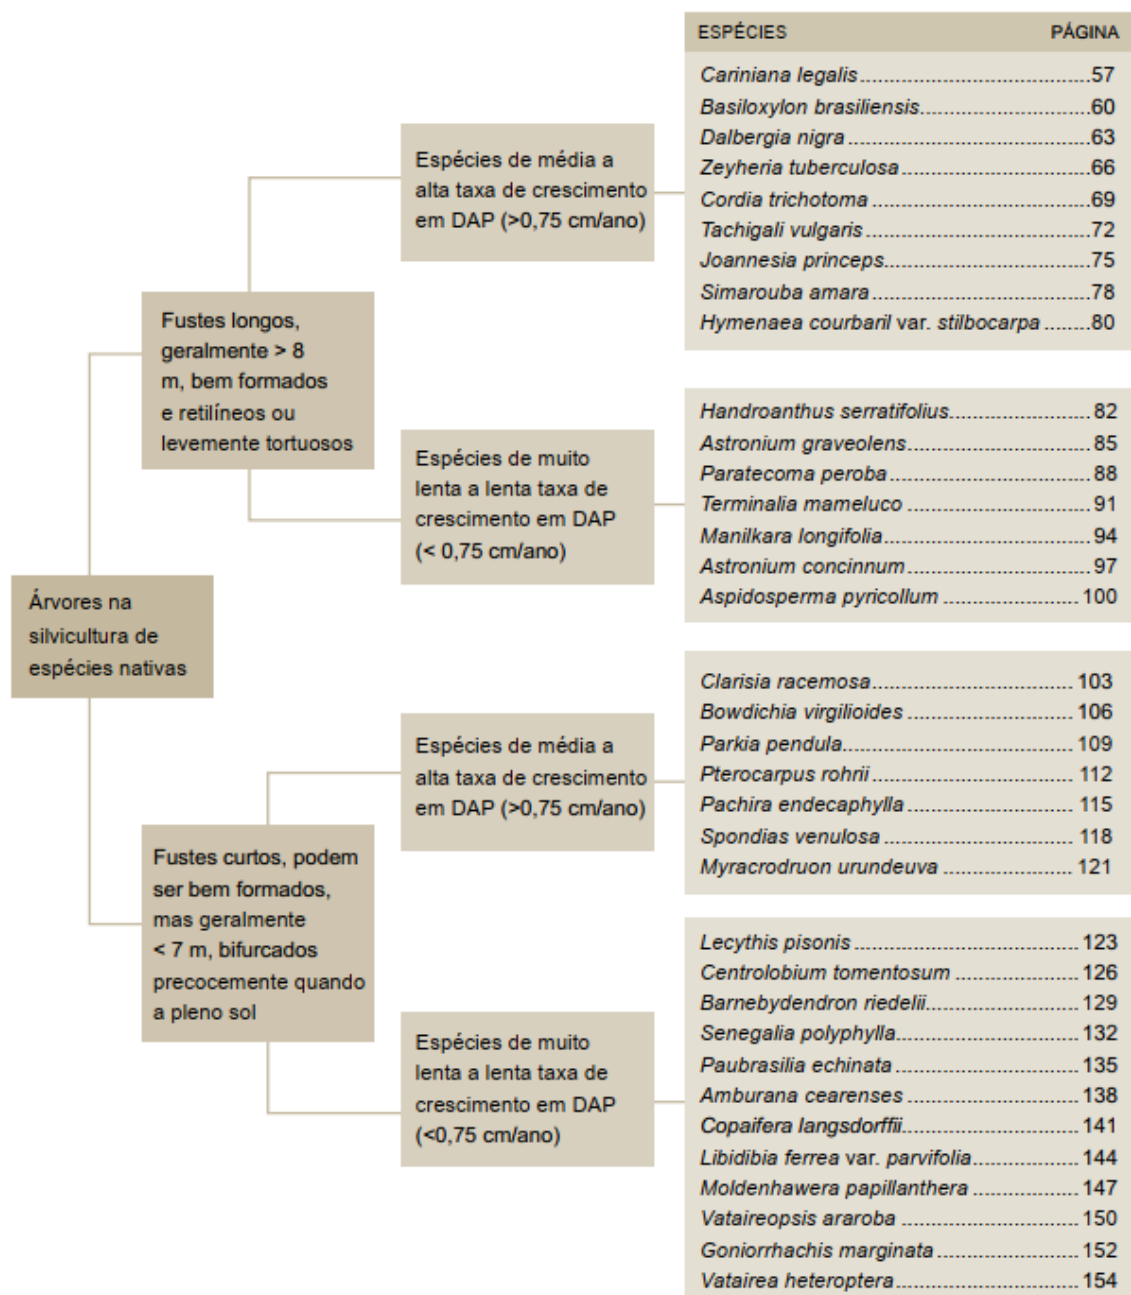 ESPÉCIES PÁGINA
Cariniana legalis 57
Basiloxylon brasiliensis 60
Dalbergia nigra 63
Zeyheria tuberculosa 66
Cordia trichotoma 69
Tachigali vulgaris 72
Joannesia princeps 75
Simarouba amara 78
Hymenaea courbaril var. stilbocarpa 80
Espécies de média a
alta taxa de crescimento
em DAP (>0,75 cm/ano)
Fustes longos,
geralmente > 8
m, bem formados
e retilíneos ou
levemente tortuosos
Handroanthus serratifolius 82
Astronium graveolens 85
Paratecoma peroba 88
Terminalia mameluco 91
Manilkara longifolia 94
Astronium concinnum 97
Aspidosperma pyricollum 100
Espécies de muito
lenta a lenta taxa de
crescimento em DAP
(< 0,75 cm/ano)
Árvores na
silvicultura de
espécies nativas
Clarisia racemosa 103
Bowdichia virgilioides 106
Parkia pendula 109
Pterocarpus rohrii 112
Pachira endecaphylla 115
Spondias venulosa 118
Myracrodruon urundeuva 121
Espécies de média a
alta taxa de crescimento
em DAP (>0,75 cm/ano)
Fustes curtos, podem
ser bem formados,
mas geralmente
< 7 m, bifurcados
precocemente quando
a pleno sol
Lecythis pisonis 123
Centrolobium tomentosum 126
Barnebydendron riedelii 129
Senegalia polyphylla 132
Paubrasilia echinata 135
Amburana cearenses 138
Copaifera langsdorffii 141
Libidibia ferrea var. parvifolia 144
Moldenhawera papillanthera 147
Vataireopsis araroba 150
Goniorrhachis marginata 152
Vatairea heteroptera 154
Espécies de muito
lenta a lenta taxa de
crescimento em DAP
(<0,75 cm/ano)